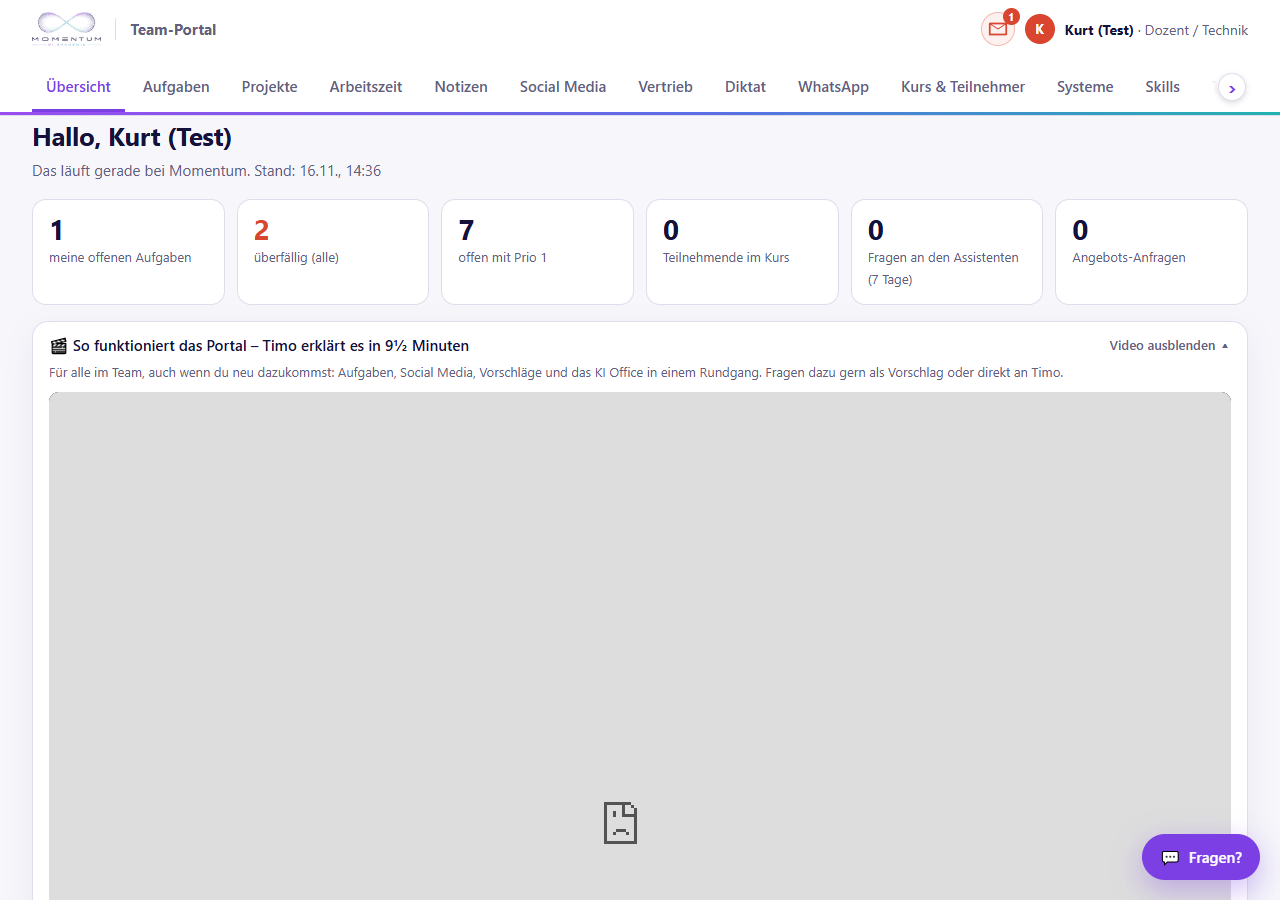 MOMENTUM
Team-Portal
1
K
Kurt (Test) · Dozent / Technik
Übersicht
Aufgaben
Projekte
Arbeitszeit
Notizen
Social Media
Vertrieb
Diktat
WhatsApp
Kurs & Teilnehmer
Systeme
Skills
Hallo, Kurt (Test)
Das läuft gerade bei Momentum. Stand: 16.11., 14:36
1
meine offenen Aufgaben
2
überfällig (alle)
7
offen mit Prio 1
0
Teilnehmende im Kurs
0
Fragen an den Assistenten
(7 Tage)
0
Angebots-Anfragen
So funktioniert das Portal – Timo erklärt es in 9½ Minuten
Video ausblenden
Für alle im Team, auch wenn du neu dazukommst: Aufgaben, Social Media, Vorschläge und das KI Office in einem Rundgang. Fragen dazu gern als Vorschlag oder direkt an Timo.
Fragen?